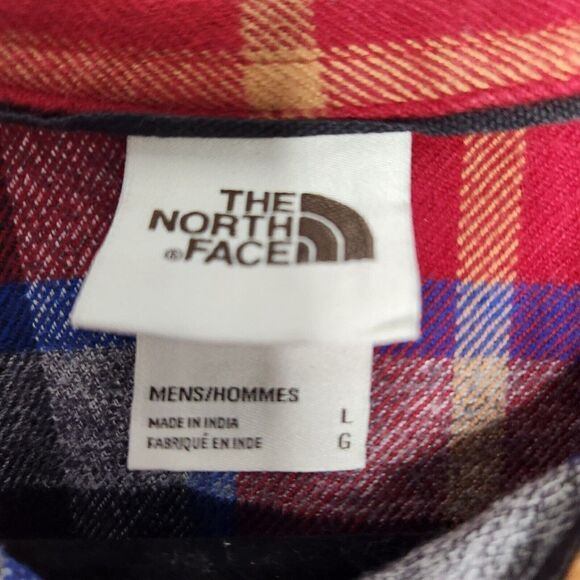 THE
NORTH
®FACE
MENS/HOMMES
MADE IN INDIA L
FABRIQUÉ EN INDE G